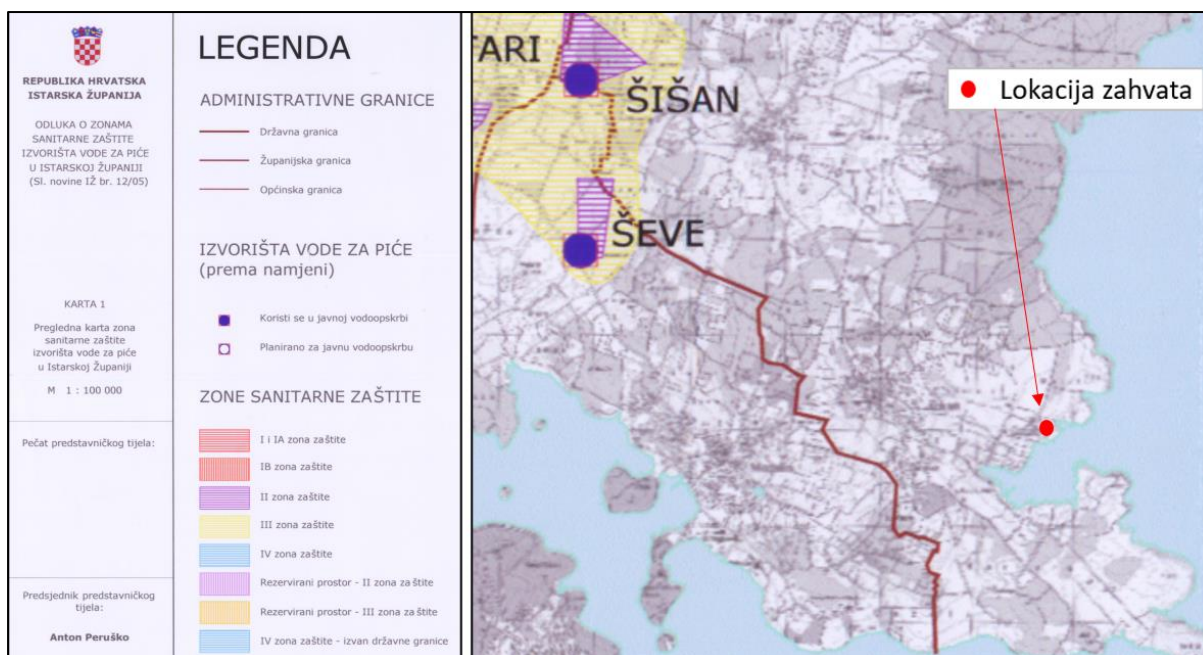 REPUBLIKA HRVATSKA
ISTARSKA ŽUPANIJA
ODLUKA O ZONAMA
SANITARNE ZAŠTITE
IZVORIŠTA VODE ZA PIĆE
U ISTARSKOJ ŽUPANIJI
(Sl. novine IŽ br. 12/05)
KARTA 1
Pregledna karta zona
sanitarne zaštite
izvorišta vode za piće
u Istarskoj Županiji
M 1 : 100 000
Pečat predstavničkog tijela:
Predsjednik predstavničkog
tijela:
Anton Peruško
LEGENDA
ADMINISTRATIVNE GRANICE
Državna granica
Županijska granica
Općinska granica
IZVORIŠTA VODE ZA PIĆE
(prema namjeni)
Koristi se u javnoj vodoopskrbi
Planirano za javnu vodoopskrbu
ZONE SANITARNE ZAŠTITE
I i IA zona zaštite
IB zona zaštite
II zona zaštite
III zona zaštite
IV zona zaštite
Rezervirani prostor - II zona zaštite
Rezervirani prostor - III zona zaštite
IV zona zaštite - izvan državne granice
FARI
ŠIŠAN
ŠEVE
Lokacija zahvata